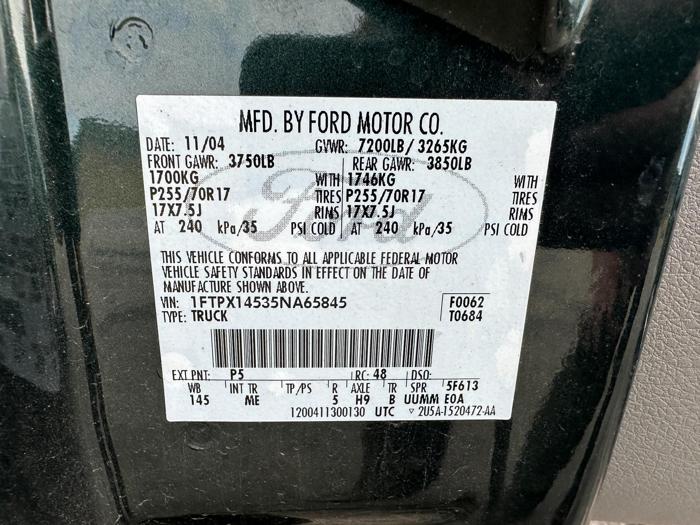 MFD. BY FORD MOTOR CO.
DATE: 11/04 GVWR: 7200LB/ 3265KG
FRONT GAWR: 3750LB REAR GAWR: 3850LB
1700KG WITH 1746KG WITH
P255/70R17 TIRES P255/70R17 TIRES
17X7.5J RIMS 17X7.5J RIMS
AT 240 kPa/35 PSI COLD AT 240 kPa/35 PSI COLD
Ford
THIS VEHICLE CONFORMS TO ALL APPLICABLE FEDERAL MOTOR
VEHICLE SAFETY STANDARDS IN EFFECT ON THE DATE OF
MANUFACTURE SHOWN ABOVE.
VIN: 1FTPX14535NA65845 F0062
TYPE: TRUCK T0684
EXT PNT: P5 RC: 48 DSO:
WB INT TR TP/PS R AXLE TR SPR 5F613
145 ME 5 H9 B UUMM E0A
1200411300130 UTC ▽ 2U5A-1520472-AA